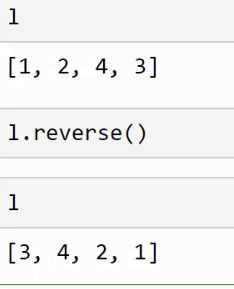 l
[1, 2, 4, 3]
l.reverse()
l
[3, 4, 2, 1]